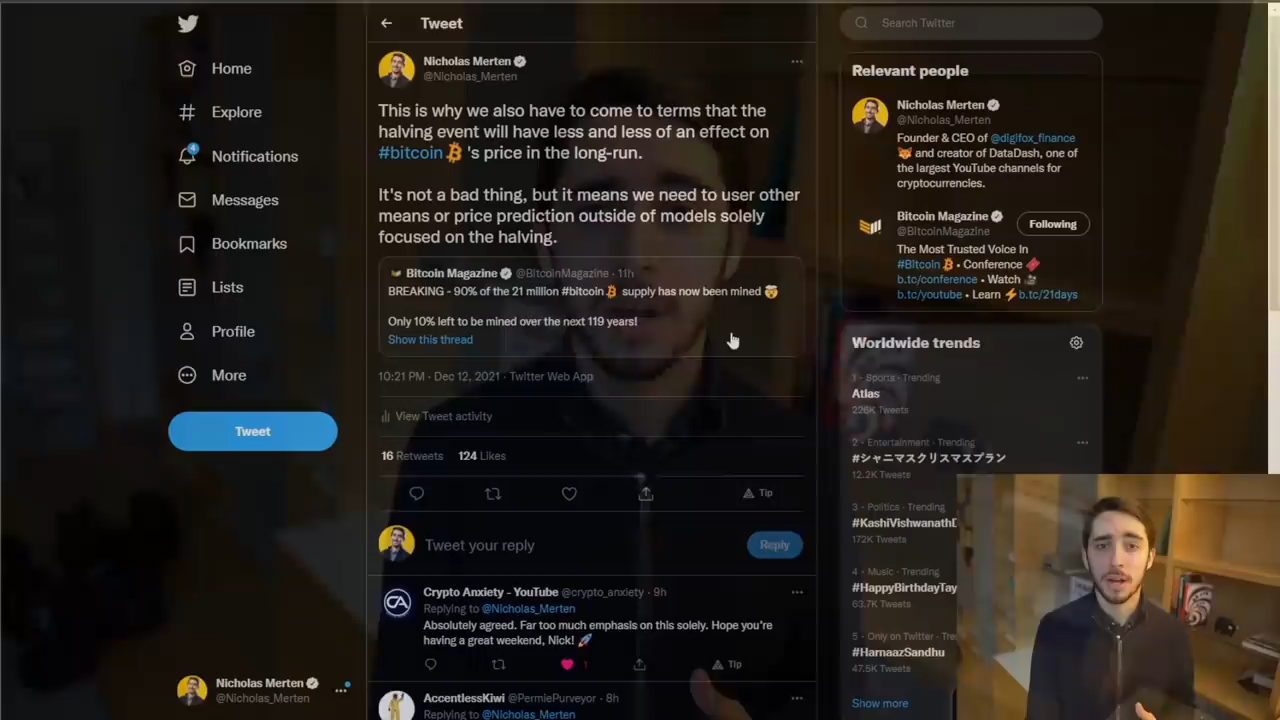 Home
Explore
4
Notifications
Messages
Bookmarks
Lists
Profile
More
Tweet
Nicholas Merten
@Nicholas_Merten
Tweet
Nicholas Merten
@Nicholas_Merten
This is why we also have to come to terms that the
halving event will have less and less of an effect on
#bitcoin 's price in the long-run.
It's not a bad thing, but it means we need to user other
means or price prediction outside of models solely
focused on the halving.
Bitcoin Magazine @BitcoinMagazine · 11h
BREAKING - 90% of the 21 million #bitcoin supply has now been mined
Only 10% left to be mined over the next 119 years!
Show this thread
10:21 PM · Dec 12, 2021 · Twitter Web App
View Tweet activity
16 Retweets 124 Likes
Tip
Tweet your reply
Reply
CA
Crypto Anxiety - YouTube @crypto_anxiety · 9h
Replying to @Nicholas_Merten
Absolutely agreed. Far too much emphasis on this solely. Hope you're
having a great weekend, Nick!
1
Tip
AccentlessKiwi @PermiePurveyor · 8h
Replying to @Nicholas_Merten
Search Twitter
Relevant people
Nicholas Merten
@Nicholas_Merten
Founder & CEO of @digifox_finance
and creator of DataDash, one of
the largest YouTube channels for
cryptocurrencies.
Bitcoin Magazine
@BitcoinMagazine
Following
The Most Trusted Voice In
#Bitcoin • Conference
b.tc/conference • Watch
b.tc/youtube • Learn b.tc/21days
Worldwide trends
1 · Sports · Trending
Atlas
226K Tweets
2 · Entertainment · Trending
#シャニマスクリスマスプラン
12.2K Tweets
3 · Politics · Trending
#KashiVishwanathD
172K Tweets
4 · Music · Trending
#HappyBirthdayTay
63.7K Tweets
5 · Only on Twitter · Tre
#HarnaazSandhu
47.5K Tweets
Show more